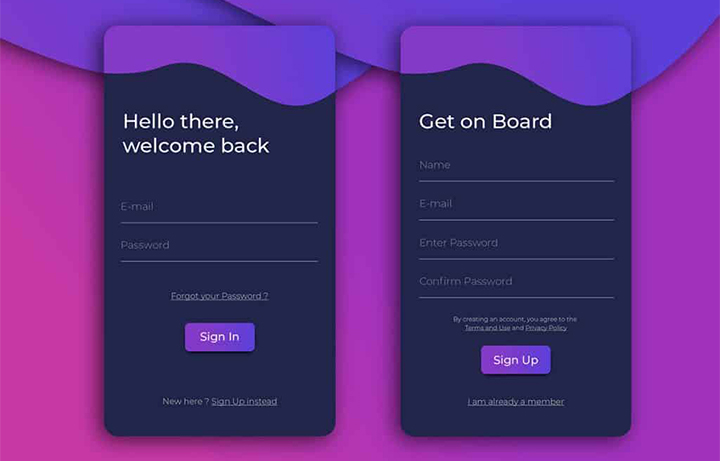 Hello there,
welcome back
E-mail
Password
Forgot your Password ?
Sign In
New here ? Sign Up instead
Get on Board
Name
E-mail
Enter Password
Confirm Password
By creating an account, you agree to the
Terms and Use and Privacy Policy
Sign Up
I am already a member